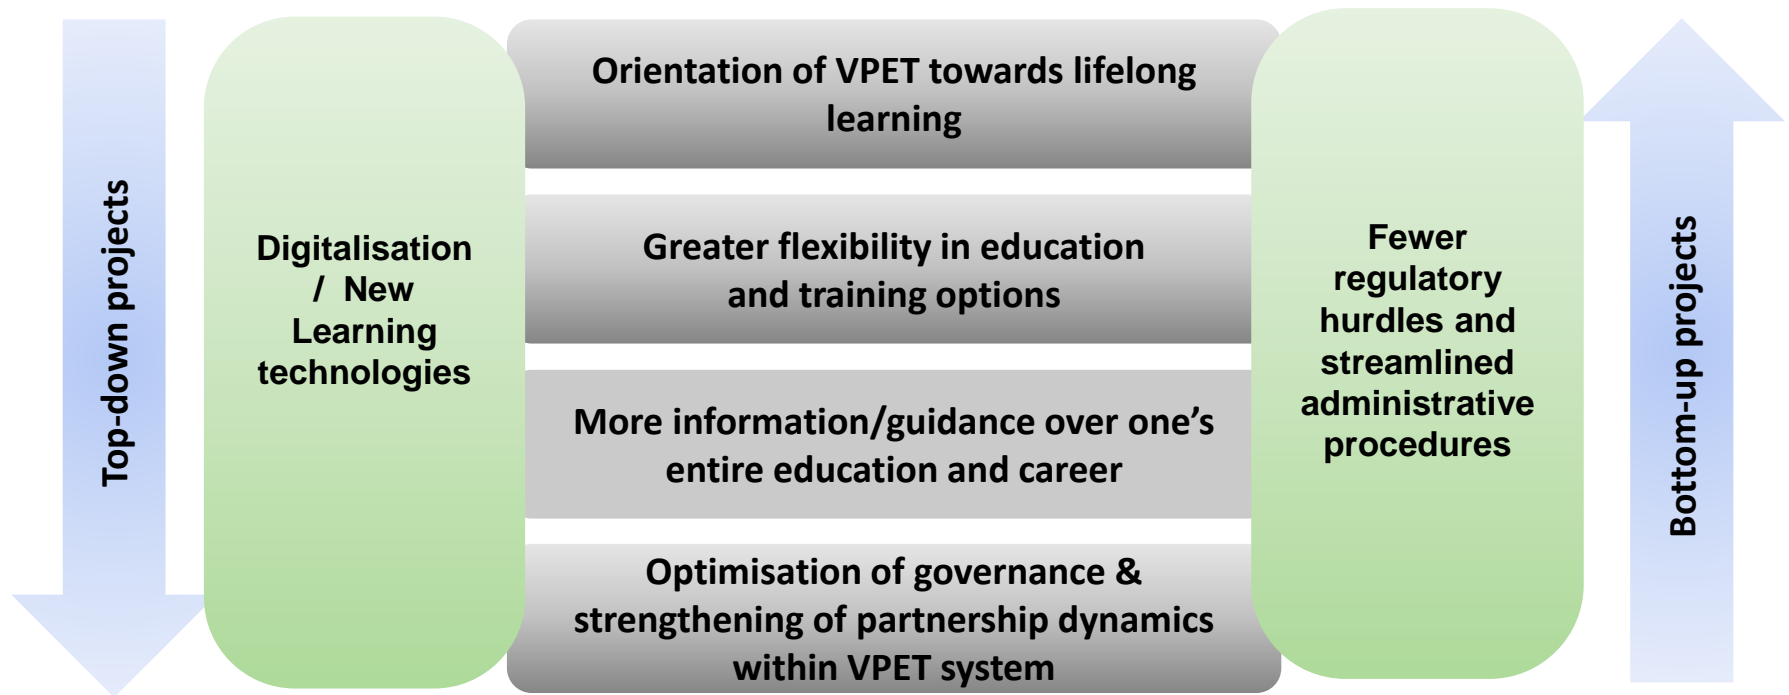 Top-down projects
Digitalisation
/ New
Learning
technologies
Orientation of VPET towards lifelong
learning
Greater flexibility in education
and training options
More information/guidance over one’s
entire education and career
Optimisation of governance &
strengthening of partnership dynamics
within VPET system
Fewer
regulatory
hurdles and
streamlined
administrative
procedures
Bottom-up projects